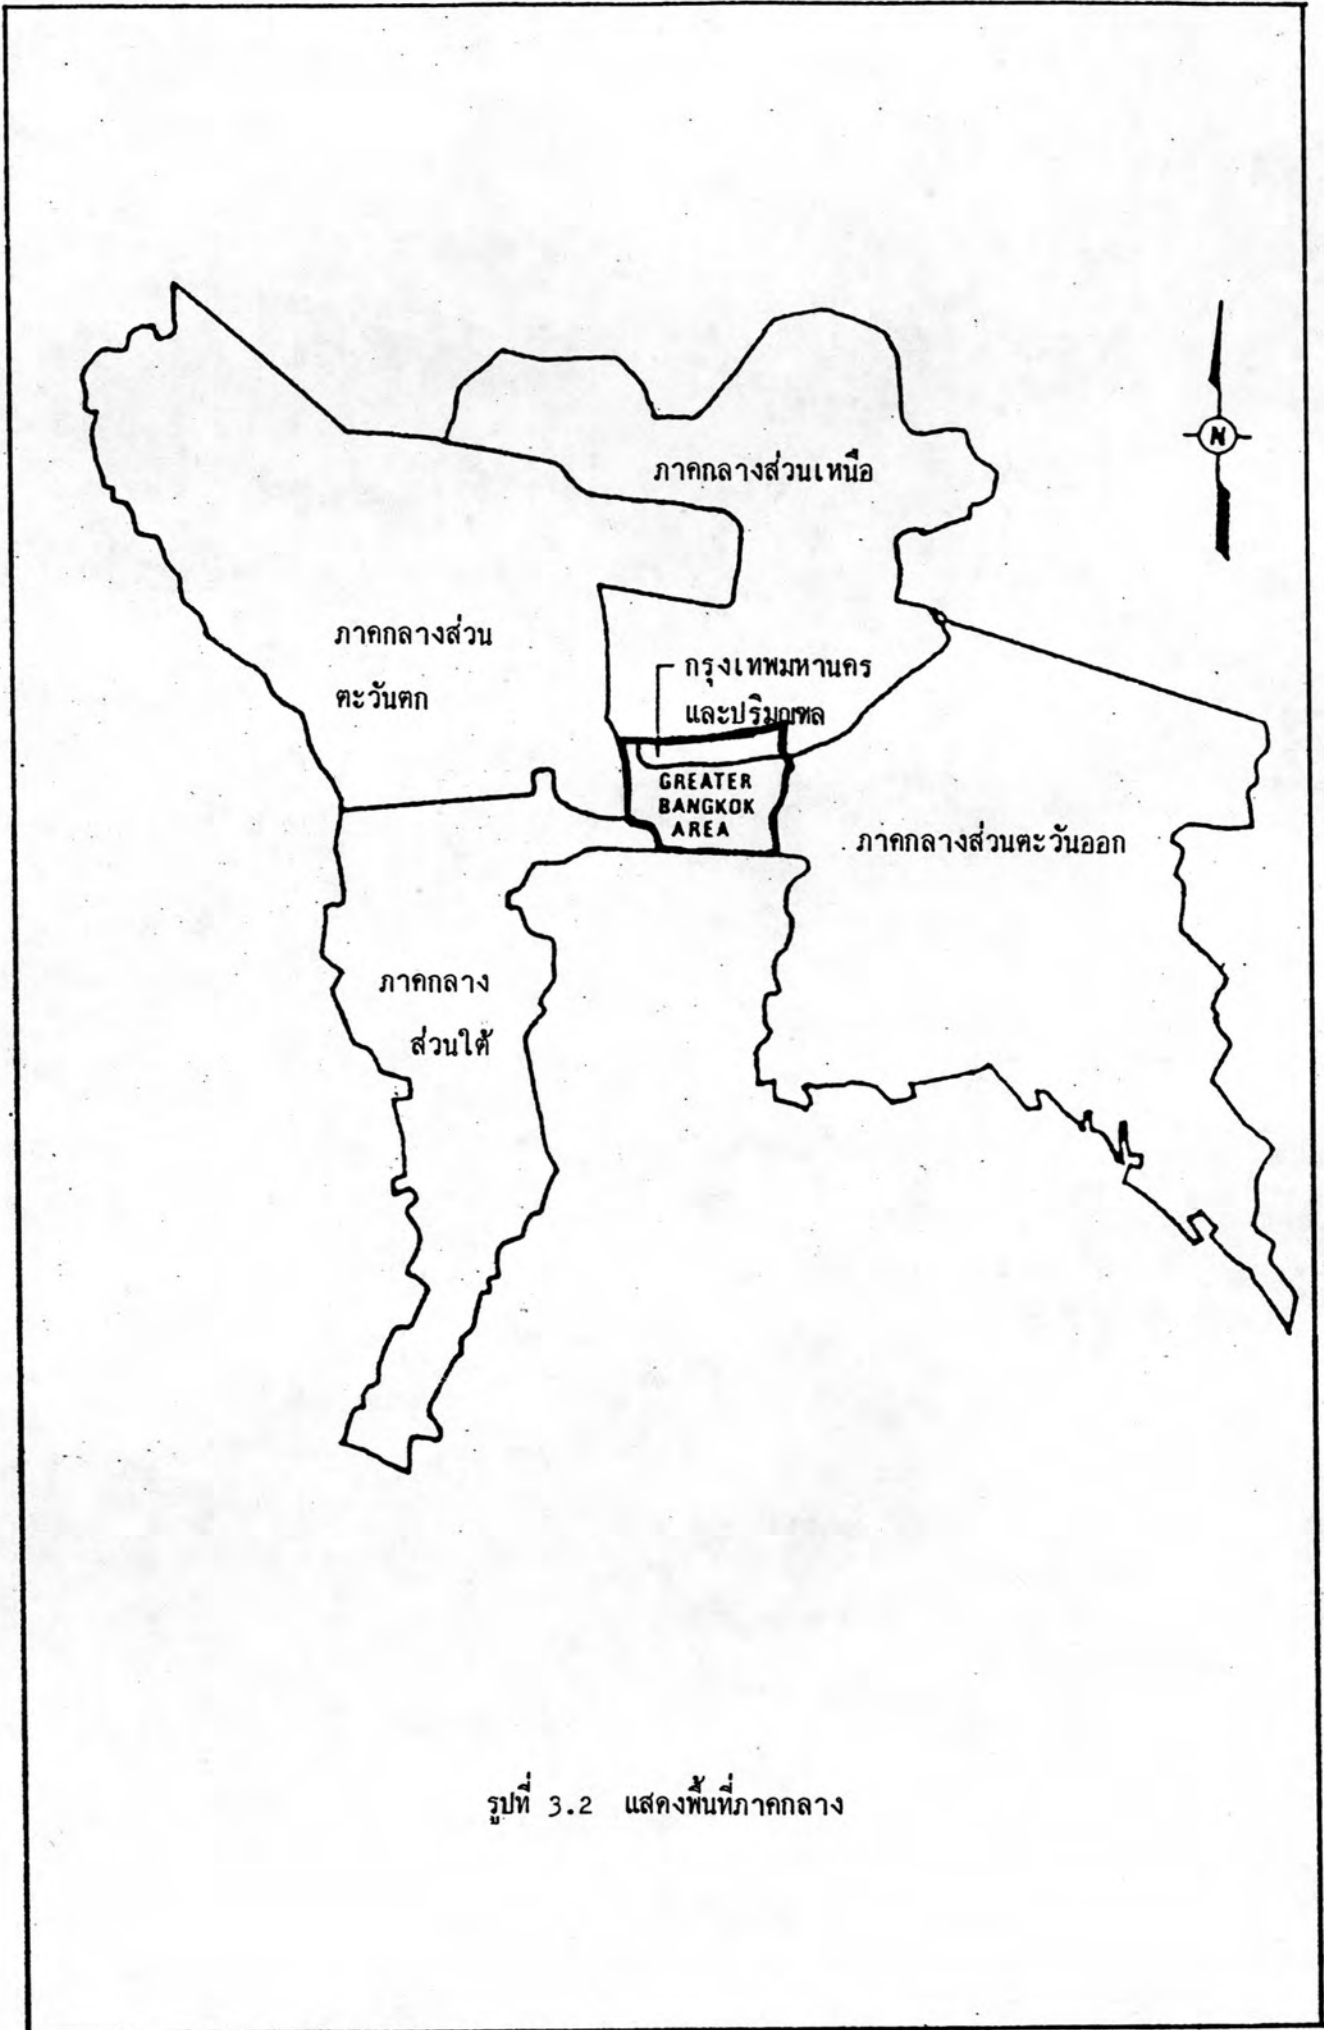 N
ภาคกลางส่วนเหนือ
ภาคกลางส่วน
ตะวันตก
กรุงเทพมหานคร
และปริมณฑล
GREATER
BANGKOK
AREA
ภาคกลางส่วนตะวันออก
ภาคกลาง
ส่วนใต้
รูปที่ 3.2 แสดงพื้นที่ภาคกลาง